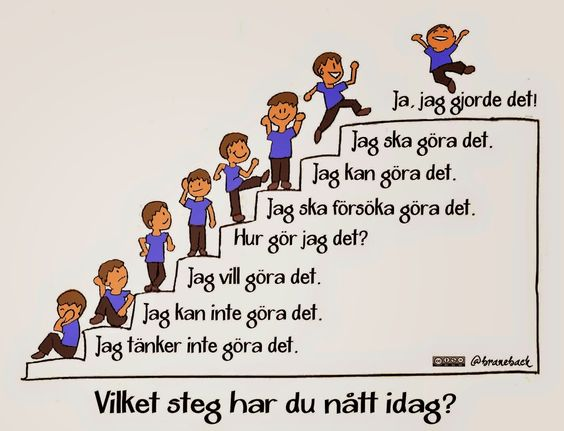 Ja, jag gjorde det!
Jag ska göra det.
Jag kan göra det.
Jag ska försöka göra det.
Hur gör jag det?
Jag vill göra det.
Jag kan inte göra det.
Jag tänker inte göra det.
@braneback
Vilket steg har du nått idag?